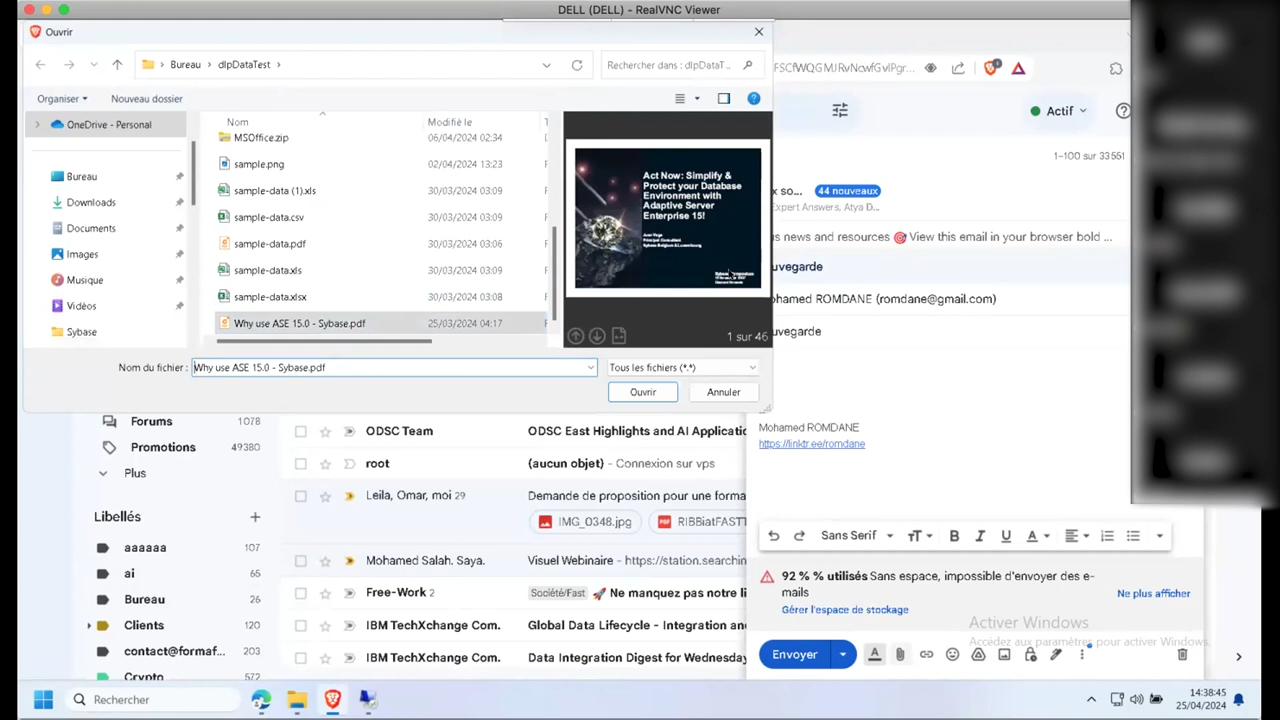 DELL (DELL) - RealVNC Viewer
Ouvrir
Bureau > dlpDataTest >
Rechercher dans : dlpDataT...
Organiser
Nouveau dossier
Nom
Modifié le
OneDrive - Personal
Bureau
Downloads
Documents
Images
Musique
Vidéos
Sybase
MSOffice.zip 06/04/2024 02:34
sample.png 02/04/2024 13:23
sample-data (1).xls 30/03/2024 03:09
sample-data.csv 30/03/2024 03:09
sample-data.pdf 30/03/2024 03:06
sample-data.xls 30/03/2024 03:09
sample-data.xlsx 30/03/2024 03:08
Why use ASE 15.0 - Sybase.pdf 25/03/2024 04:17
Act Now: Simplify &
Protect your Database
Environment with
Adaptive Server
Enterprise 15!
1 sur 46
Nom du fichier : Why use ASE 15.0 - Sybase.pdf
Tous les fichiers (*.*)
Ouvrir
Annuler
Actif
1–100 sur 33 551
x so... 44 nouveaux
Expert Answers, Atya D...
us news and resources 🎯 View this email in your browser bold ...
uvegarde
ohamed ROMDANE (romdane@gmail.com)
uvegarde
Mohamed ROMDANE
https://linktr.ee/romdane
Forums 1078
Promotions 49380
Plus
Libellés
aaaaaa 107
ai 65
Bureau 26
Clients 120
contact@formaf... 203
Crypto 572
ODSC Team ODSC East Highlights and AI Applicatio
root (aucun objet) - Connexion sur vps
Leila, Omar, moi 29 Demande de proposition pour une forma
IMG_0348.jpg
RIBBiatFASTT
Mohamed Salah, Saya. Visuel Webinaire - https://station.searchin
Free-Work 2 Société/Fast 🚀 Ne manquez pas notre li
IBM TechXchange Com. Global Data Lifecycle - Integration and
IBM TechXchange Com. Data Integration Digest for Wednesday
Sans Serif
92 % % utilisés Sans espace, impossible d'envoyer des e-
mails
Ne plus afficher
Gérer l'espace de stockage
Activer Windows
Accédez aux paramètres pour activer Windows.
Envoyer
Rechercher
14:38:45
25/04/2024